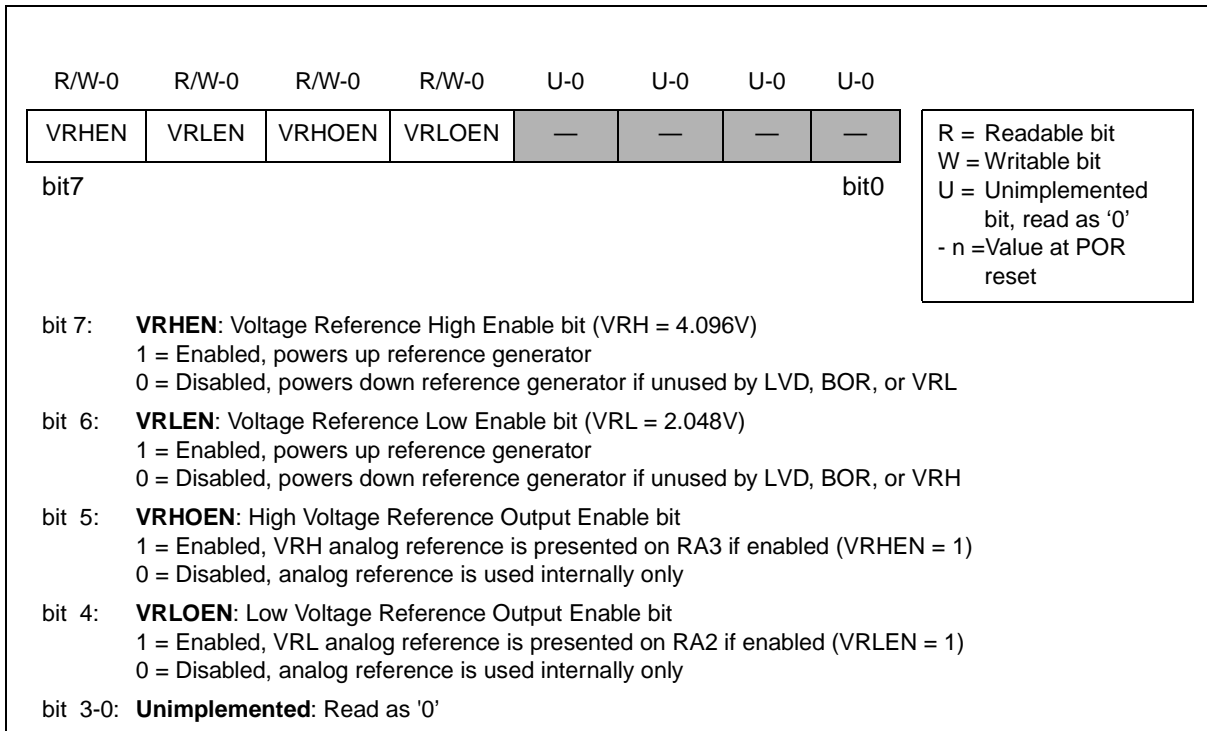 R/W-0 R/W-0 R/W-0 R/W-0 U-0 U-0 U-0 U-0
VRHEN VRLEN VRHOEN VRLOEN — — — —
bit7 bit0
R = Readable bit
W = Writable bit
U = Unimplemented
bit, read as ‘0’
- n =Value at POR
reset
bit 7: VRHEN: Voltage Reference High Enable bit (VRH = 4.096V)
1 = Enabled, powers up reference generator
0 = Disabled, powers down reference generator if unused by LVD, BOR, or VRL
bit 6: VRLEN: Voltage Reference Low Enable bit (VRL = 2.048V)
1 = Enabled, powers up reference generator
0 = Disabled, powers down reference generator if unused by LVD, BOR, or VRH
bit 5: VRHOEN: High Voltage Reference Output Enable bit
1 = Enabled, VRH analog reference is presented on RA3 if enabled (VRHEN = 1)
0 = Disabled, analog reference is used internally only
bit 4: VRLOEN: Low Voltage Reference Output Enable bit
1 = Enabled, VRL analog reference is presented on RA2 if enabled (VRLEN = 1)
0 = Disabled, analog reference is used internally only
bit 3-0: Unimplemented: Read as '0'